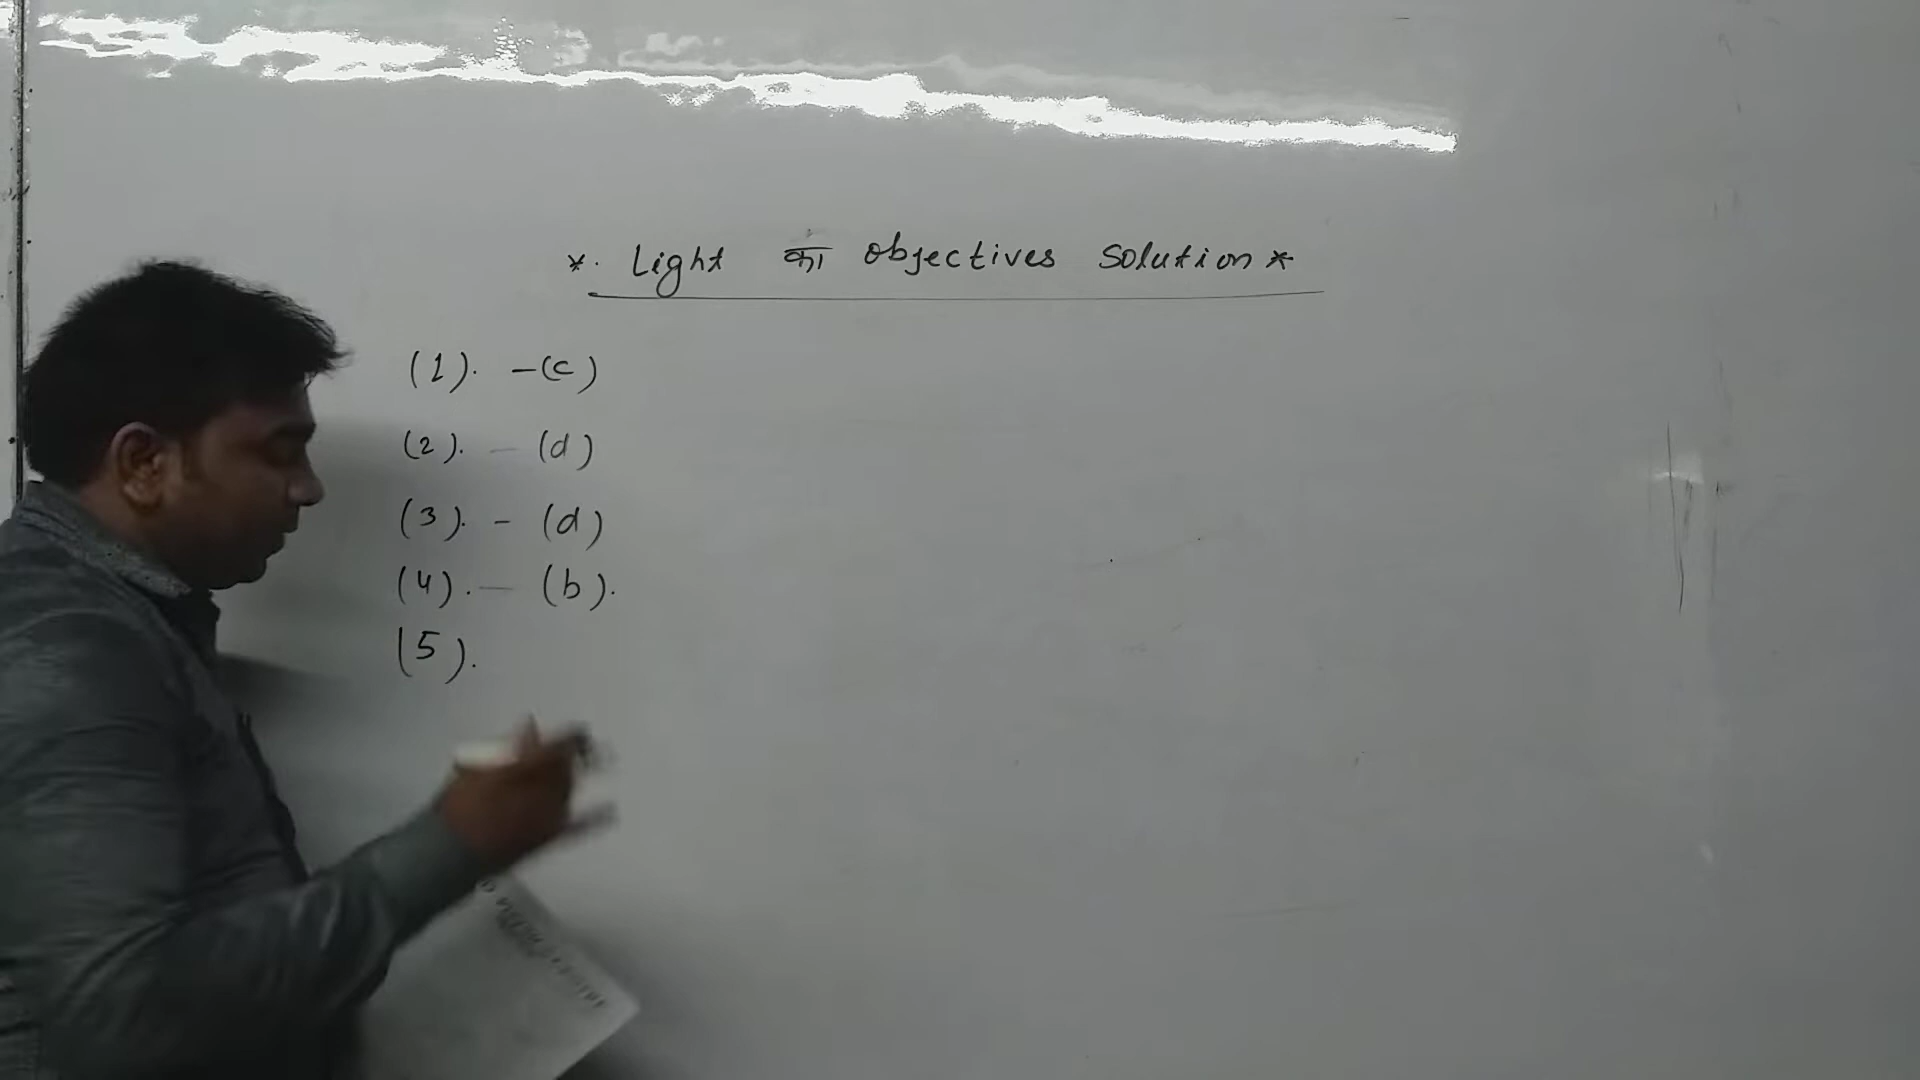 *. Light का objectives solution *
(1). - (c)
(2). - (d)
(3). - (d)
(4). - (b).
(5).